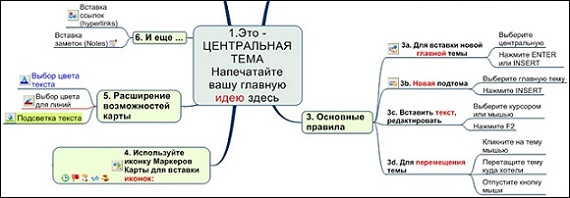 1.Это -
ЦЕНТРАЛЬНАЯ
ТЕМА
Напечатайте
вашу главную
идею здесь
Вставка
ссылок
(hyperlinks)
Вставка
заметок (Notes)
6. И еще ...
Выбор цвета
текста
Выбор цвета
для линий
Подсветка текста
5. Расширение
возможностей
карты
4. Используйте
иконку Маркеров
Карты для вставки
иконок:
3. Основные
правила
3a. Для вставки новой
главной темы
Выберите
центральную
Нажмите ENTER
или INSERT
3b. Новая подтема
Выберите главную тему
Нажмите INSERT
3c. Вставить текст,
редактировать
Выберите курсором
или мышью
Нажмите F2
3d. Для перемещения
темы
Кликните на тему
мышью
Перетащите тему
куда хотели
Отпустите кнопку
мыши